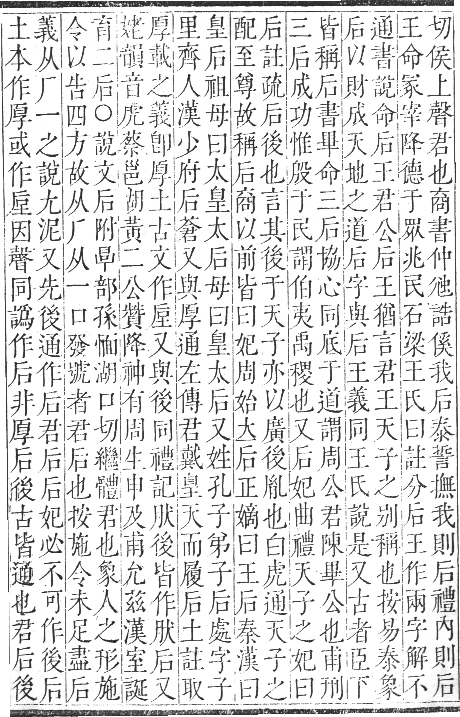 切侯上聲君也商書仲虺誥徯我后泰誓撫我則后禮內則后
王命冢宰降德于眾兆民石梁王氏曰註分后王作兩字解不
通書說命后王君公后王猶言君王天子之別稱也按易泰象
后以財成天地之道后字與后王義同王氏說是又古者臣下
皆稱后書畢命三后協心同底于道謂周公君陳畢公也甫刑
三后成功惟殷于民謂伯夷禹稷也又后妃曲禮天子之妃曰
后註疏后後也言其後于天子亦以廣後胤也白虎通天子之
配至尊故稱后商以前皆曰妃周始立后正嫡曰王后秦漢曰
皇后祖母曰太皇太后母曰皇太后又姓孔子弟子后處字子
里齊人漢少府后蒼又與厚通左傳君戴皇天而履后土註取
厚載之義卽厚土古文作垕又與後同禮記肰後皆作肰后又
姥韻音虎蔡邕胡黃二公贊降神有周生申及甫允茲漢室誕
育二后○說文后附㖾部孫愐湖口切繼體君也象人之形施
令以告四方故从厂从一口發號者君后也按施令未足盡后
義从厂一之說尤泥又先後通作后君后后妃必不可作後后
土本作厚或作垕因聲同譌作后非厚后後古皆通也君后後